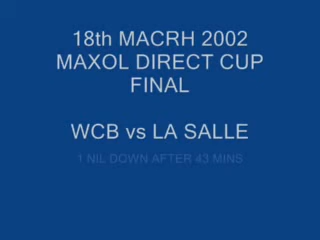 18th MACRH 2002
MAXOL DIRECT CUP
FINAL
WCB vs LA SALLE
1 NIL DOWN AFTER 43 MINS